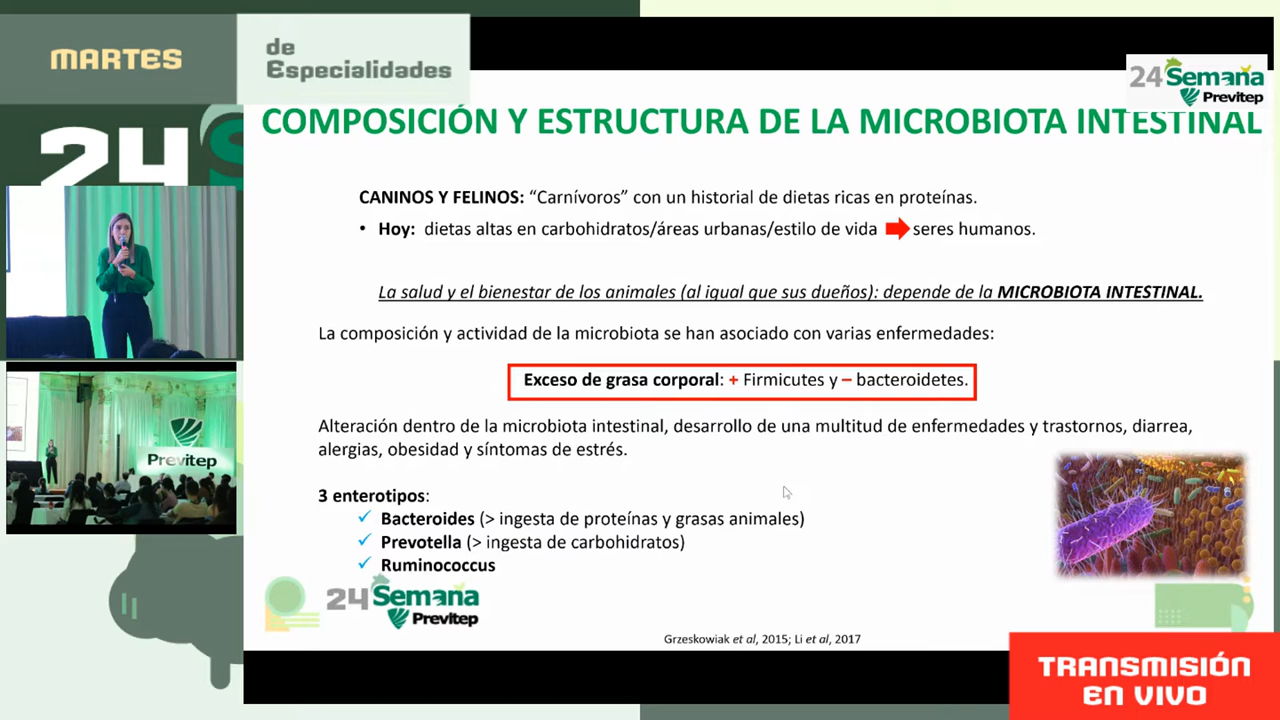 MARTES
de
Especialidades
24 Semana
Previtep
24 S
COMPOSICIÓN Y ESTRUCTURA DE LA MICROBIOTA INTESTINAL
CANINOS Y FELINOS: “Carnívoros” con un historial de dietas ricas en proteínas.
• Hoy: dietas altas en carbohidratos/áreas urbanas/estilo de vida seres humanos.
La salud y el bienestar de los animales (al igual que sus dueños): depende de la MICROBIOTA INTESTINAL.
La composición y actividad de la microbiota se han asociado con varias enfermedades:
Exceso de grasa corporal: + Firmicutes y – bacteroidetes.
Alteración dentro de la microbiota intestinal, desarrollo de una multitud de enfermedades y trastornos, diarrea,
alergias, obesidad y síntomas de estrés.
3 enterotipos:
✓ Bacteroides (> ingesta de proteínas y grasas animales)
✓ Prevotella (> ingesta de carbohidratos)
✓ Ruminococcus
Previtep
24 Semana
Previtep
Grzeskowiak et al, 2015; Li et al, 2017
TRANSMISIÓN
EN VIVO